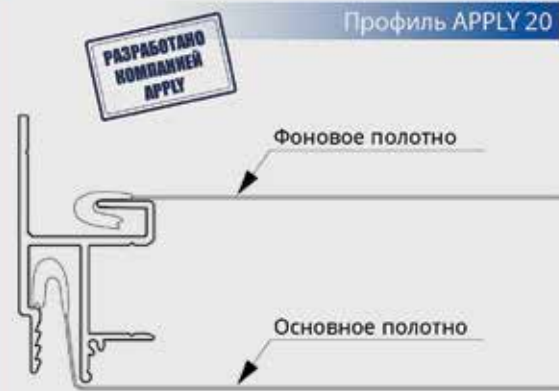 Профиль APPLY 20
РАЗРАБОТАНО
КОМПАНИЕЙ
APPLY
Фоновое полотно
Основное полотно